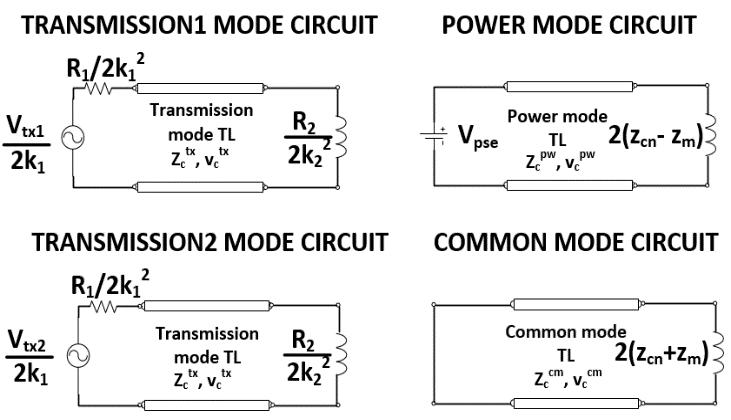 TRANSMISSION1 MODE CIRCUIT
R₁/2k₁²
Vtx1
2k₁
Transmission
mode TL
Zcᵗˣ, vcᵗˣ
R₂
2k₂²
POWER MODE CIRCUIT
+
-
Vpse
Power mode
TL
Zcᵖʷ, vcᵖʷ
2(zcn- zm)
TRANSMISSION2 MODE CIRCUIT
R₁/2k₁²
Vtx2
2k₁
Transmission
mode TL
Zcᵗˣ, vcᵗˣ
R₂
2k₂²
COMMON MODE CIRCUIT
Common mode
TL
Zcᶜᵐ, vcᶜᵐ
2(zcn+zm)